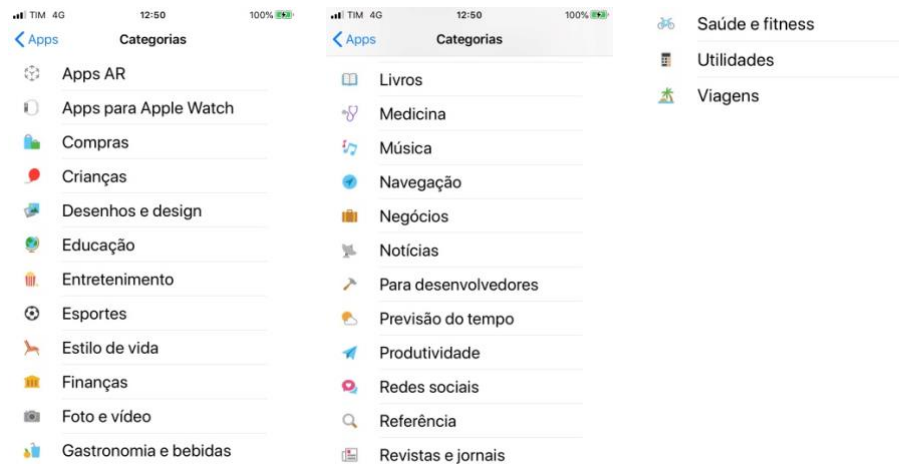 TIM 4G 12:50 100%
Apps Categorias
Apps AR
Apps para Apple Watch
Compras
Crianças
Desenhos e design
Educação
Entretenimento
Esportes
Estilo de vida
Finanças
Foto e vídeo
Gastronomia e bebidas
TIM 4G 12:50 100%
Apps Categorias
Livros
Medicina
Música
Navegação
Negócios
Notícias
Para desenvolvedores
Previsão do tempo
Produtividade
Redes sociais
Referência
Revistas e jornais
Saúde e fitness
Utilidades
Viagens